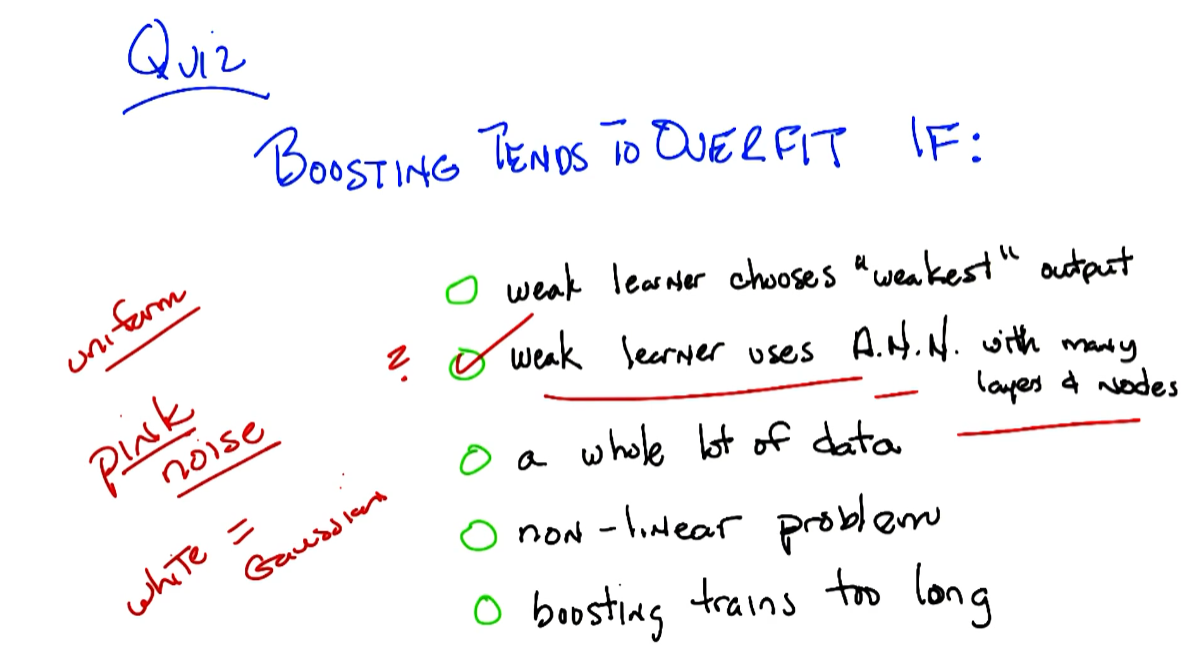 Quiz
BOOSTING TENDS TO OVERFIT IF:
weak learner chooses "weakest" output
weak learner uses A.N.N. with many
layers & nodes
a whole lot of data
non-linear problem
boosting trains too long
?
uniform
pink
noise
white =
Gaussian